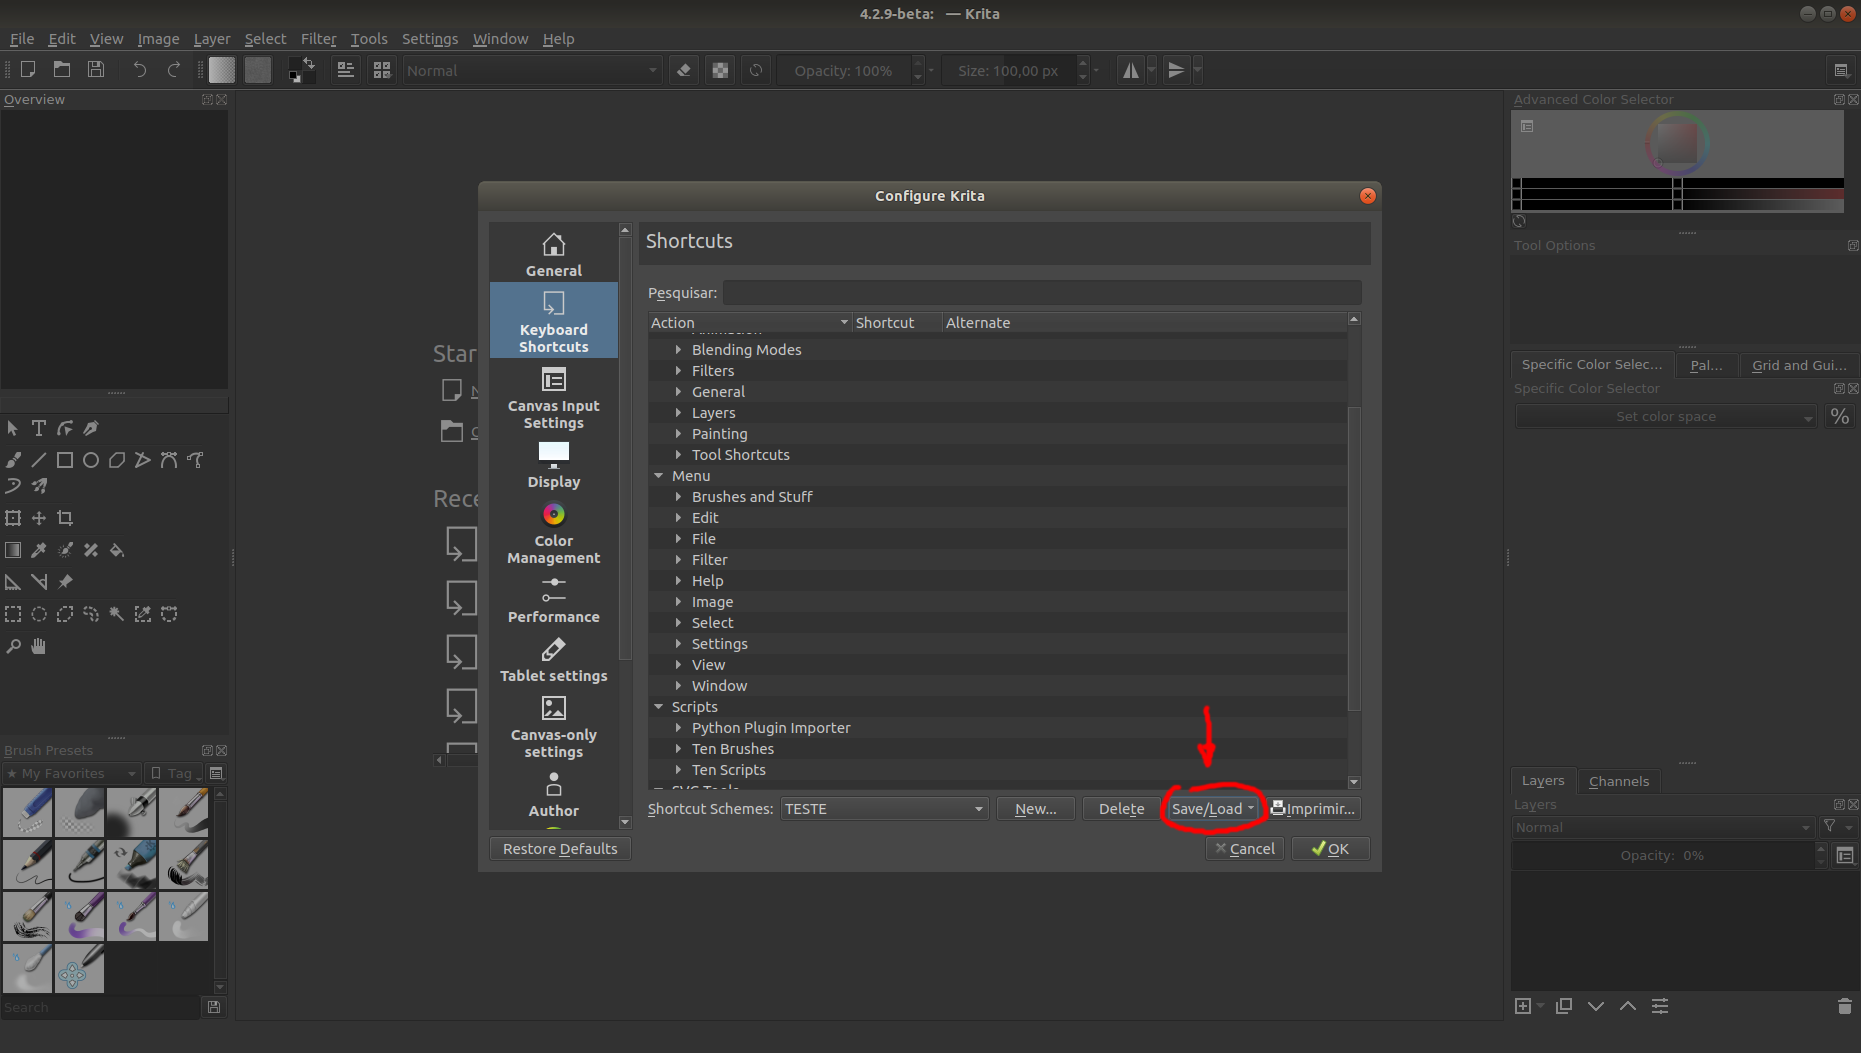 4.2.9-beta: — Krita
File Edit View Image Layer Select Filter Tools Settings Window Help
Normal Opacity: 100% Size: 100,00 px
Overview
Advanced Color Selector
Tool Options
Specific Color Selec... Pal... Grid and Gui...
Specific Color Selector
Set color space %
Star
Rece
Configure Krita
General
Keyboard
Shortcuts
Canvas Input
Settings
Display
Color
Management
Performance
Tablet settings
Canvas-only
settings
Author
Shortcuts
Pesquisar:
Action Shortcut Alternate
Blending Modes
Filters
General
Layers
Painting
Tool Shortcuts
Menu
Brushes and Stuff
Edit
File
Filter
Help
Image
Select
Settings
View
Window
Scripts
Python Plugin Importer
Ten Brushes
Ten Scripts
Shortcut Schemes: TESTE New... Delete Save/Load Imprimir...
Restore Defaults Cancel OK
Brush Presets
My Favorites Tag
Search
Layers Channels
Layers
Normal
Opacity: 0%